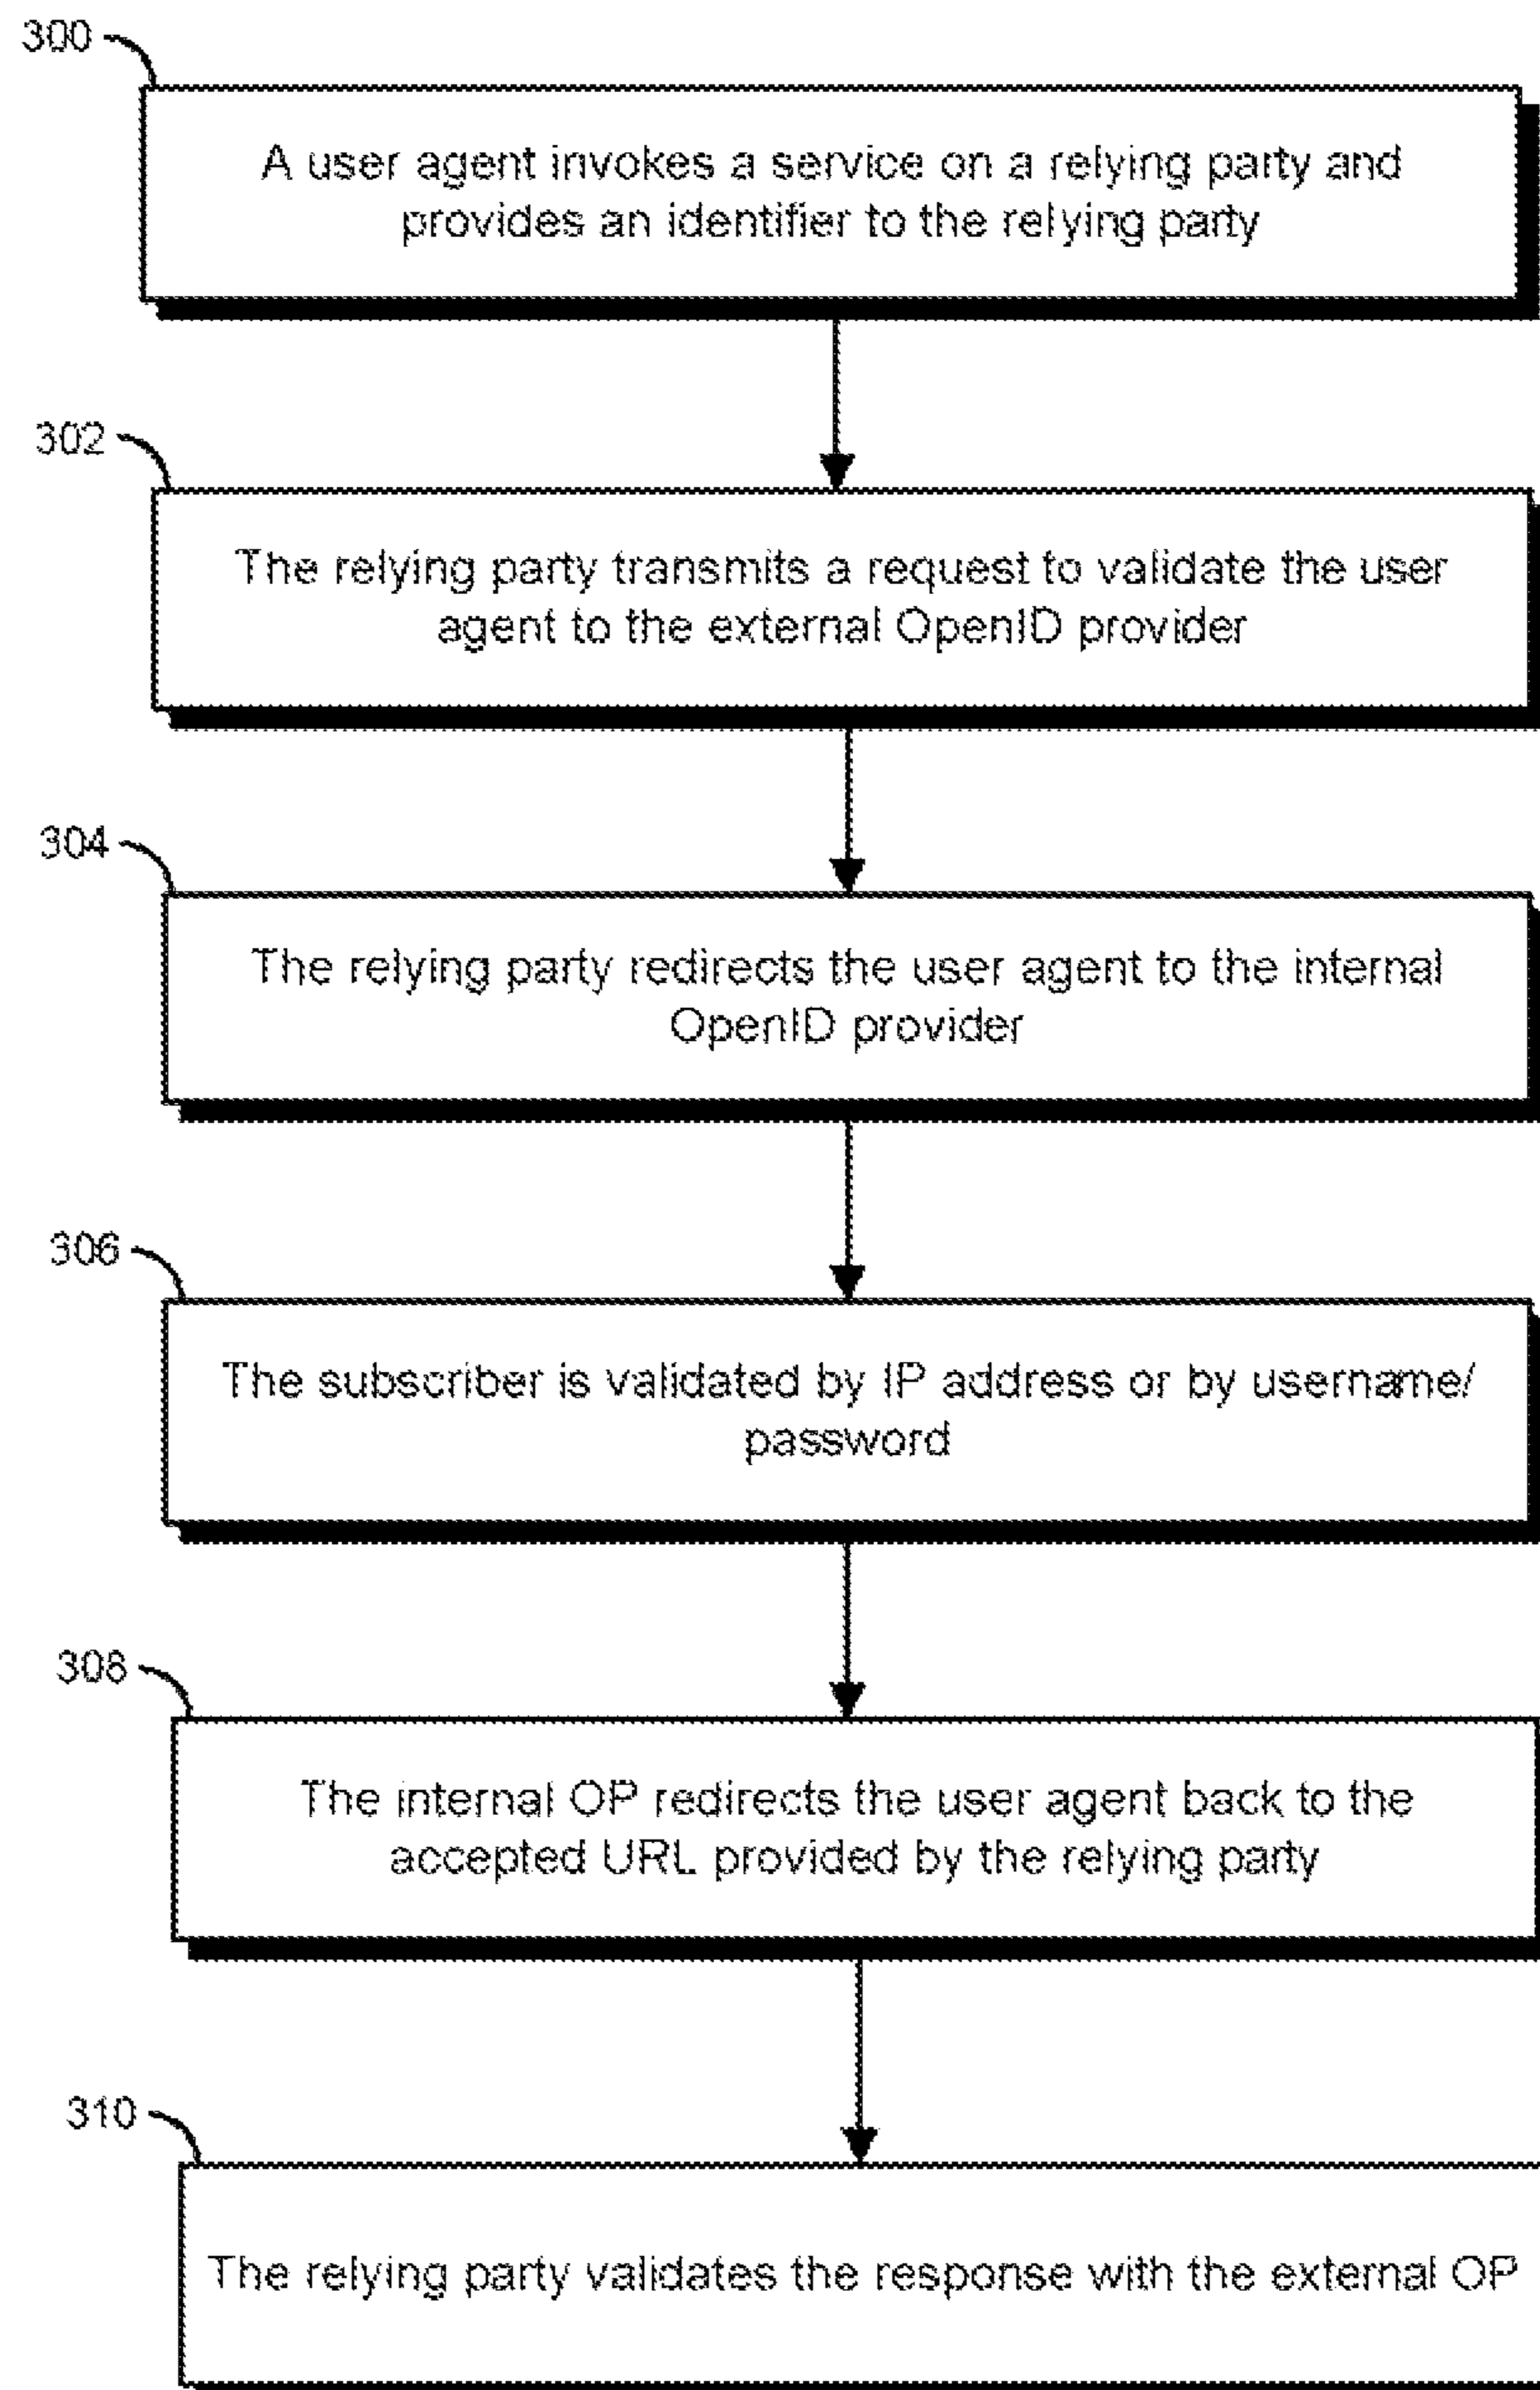 300
A user agent invokes a service on a relying party and
provides an identifier to the relying party
302
The relying party transmits a request to validate the user
agent to the external OpenID provider
304
The relying party redirects the user agent to the internal
OpenID provider
306
The subscriber is validated by IP address or by username/
password
308
The internal OP redirects the user agent back to the
accepted URL provided by the relying party
310
The relying party validates the response with the external OP